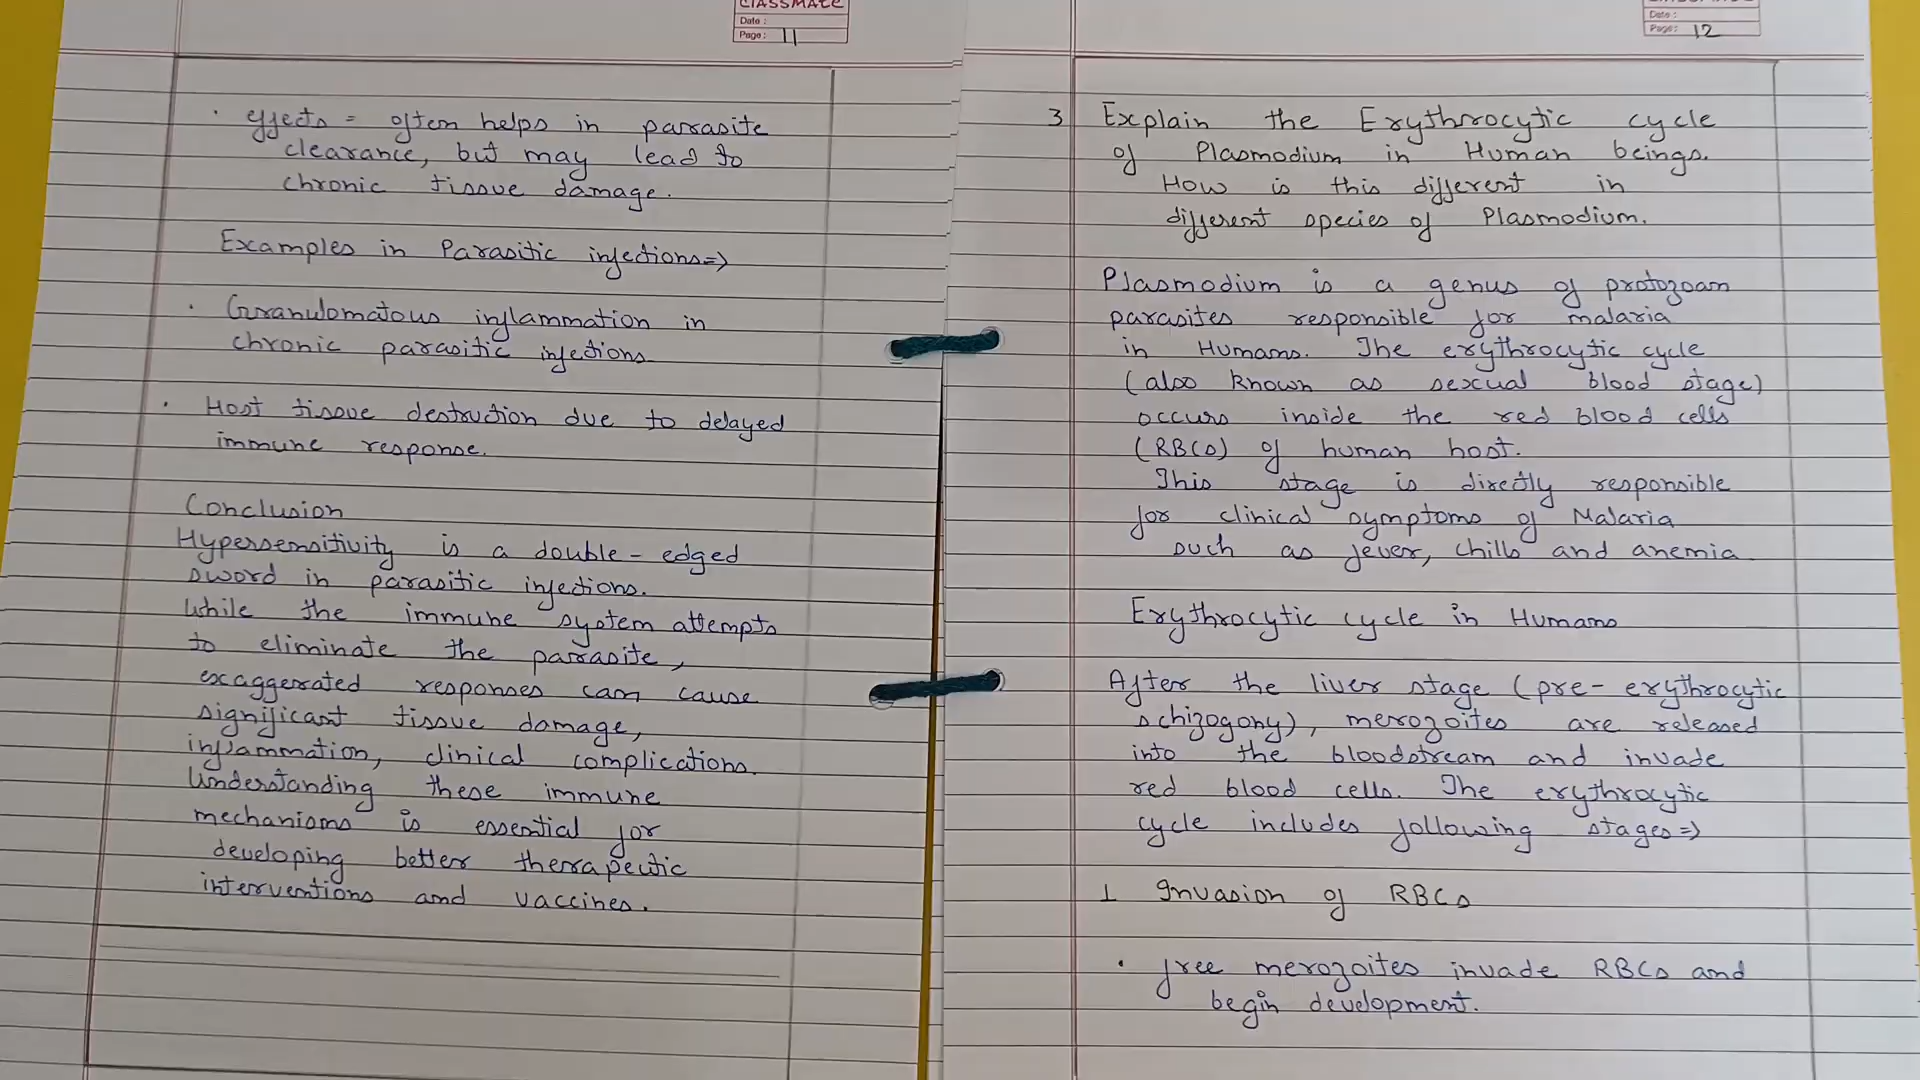 CLASSMATE
Date :
Page: 11
• effects = often helps in parasite
clearance, but may lead to
chronic tissue damage.
Examples in Parasitic infections=>
• Granulomatous inflammation in
chronic parasitic infections
• Host tissue destruction due to delayed
immune response.
Conclusion
Hypersensitivity is a double-edged
sword in parasitic infections.
While the immune system attempts
to eliminate the parasite,
exaggerated responses can cause
significant tissue damage,
inflammation, clinical complications.
Understanding these immune
mechanisms is essential for
developing better therapeutic
interventions and vaccines.
Date :
Page: 12
3 Explain the Erythrocytic cycle
of Plasmodium in Human beings.
How is this different in
different species of Plasmodium.
Plasmodium is a genus of protozoan
parasites responsible for malaria
in Humans. The erythrocytic cycle
(also known as sexual blood stage)
occurs inside the red blood cells
(RBCs) of human host.
This stage is directly responsible
for clinical symptoms of Malaria
such as fever, chills and anemia
Erythrocytic cycle in Humans
After the liver stage (pre-erythrocytic
schizogony), merozoites are released
into the bloodstream and invade
red blood cells. The erythrocytic
cycle includes following stages=>
1 Invasion of RBCs
• free merozoites invade RBCs and
begin development.